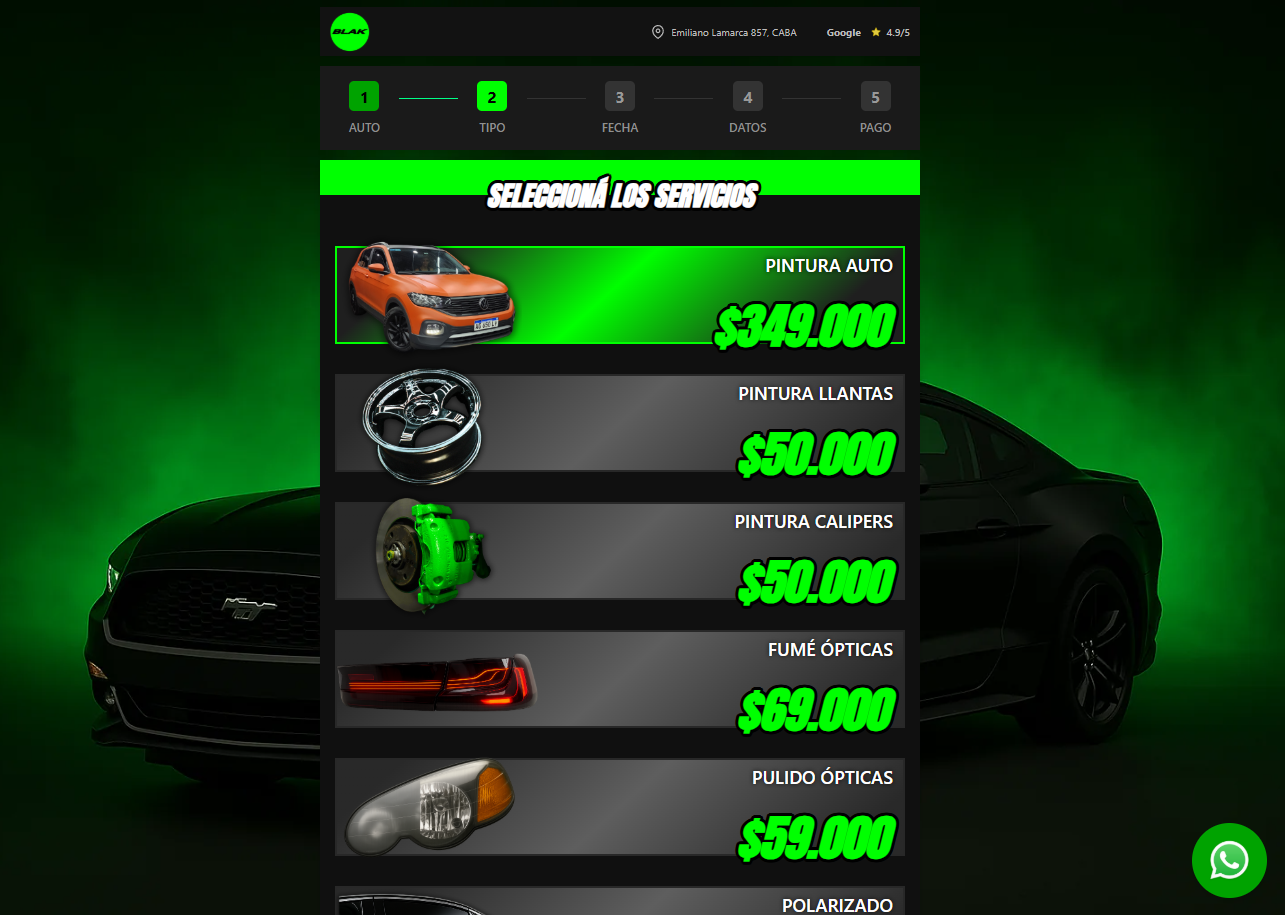 BLAK
Emiliano Lamarca 857, CABA
Google 4.9/5
1 2 3 4 5
AUTO TIPO FECHA DATOS PAGO
SELECCIONÁ LOS SERVICIOS
PINTURA AUTO
$349.000
PINTURA LLANTAS
$50.000
PINTURA CALIPERS
$50.000
FUMÉ ÓPTICAS
$69.000
PULIDO ÓPTICAS
$59.000
POLARIZADO